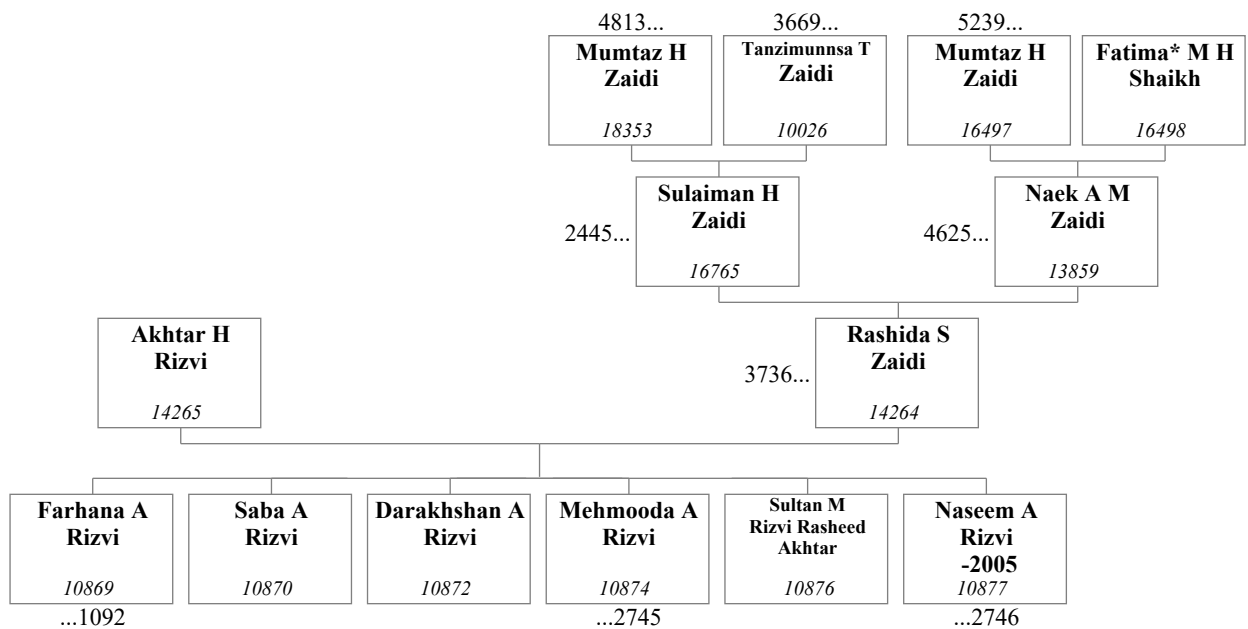 4813...
3669...
5239...
Mumtaz H
Zaidi
18353
Tanzimunnsa T
Zaidi
10026
Mumtaz H
Zaidi
16497
Fatima* M H
Shaikh
16498
2445...
Sulaiman H
Zaidi
16765
4625...
Naek A M
Zaidi
13859
Akhtar H
Rizvi
14265
3736...
Rashida S
Zaidi
14264
Farhana A
Rizvi
10869
...1092
Saba A
Rizvi
10870
Darakhshan A
Rizvi
10872
Mehmooda A
Rizvi
10874
...2745
Sultan M
Rizvi Rasheed
Akhtar
10876
Naseem A
Rizvi
-2005
10877
...2746